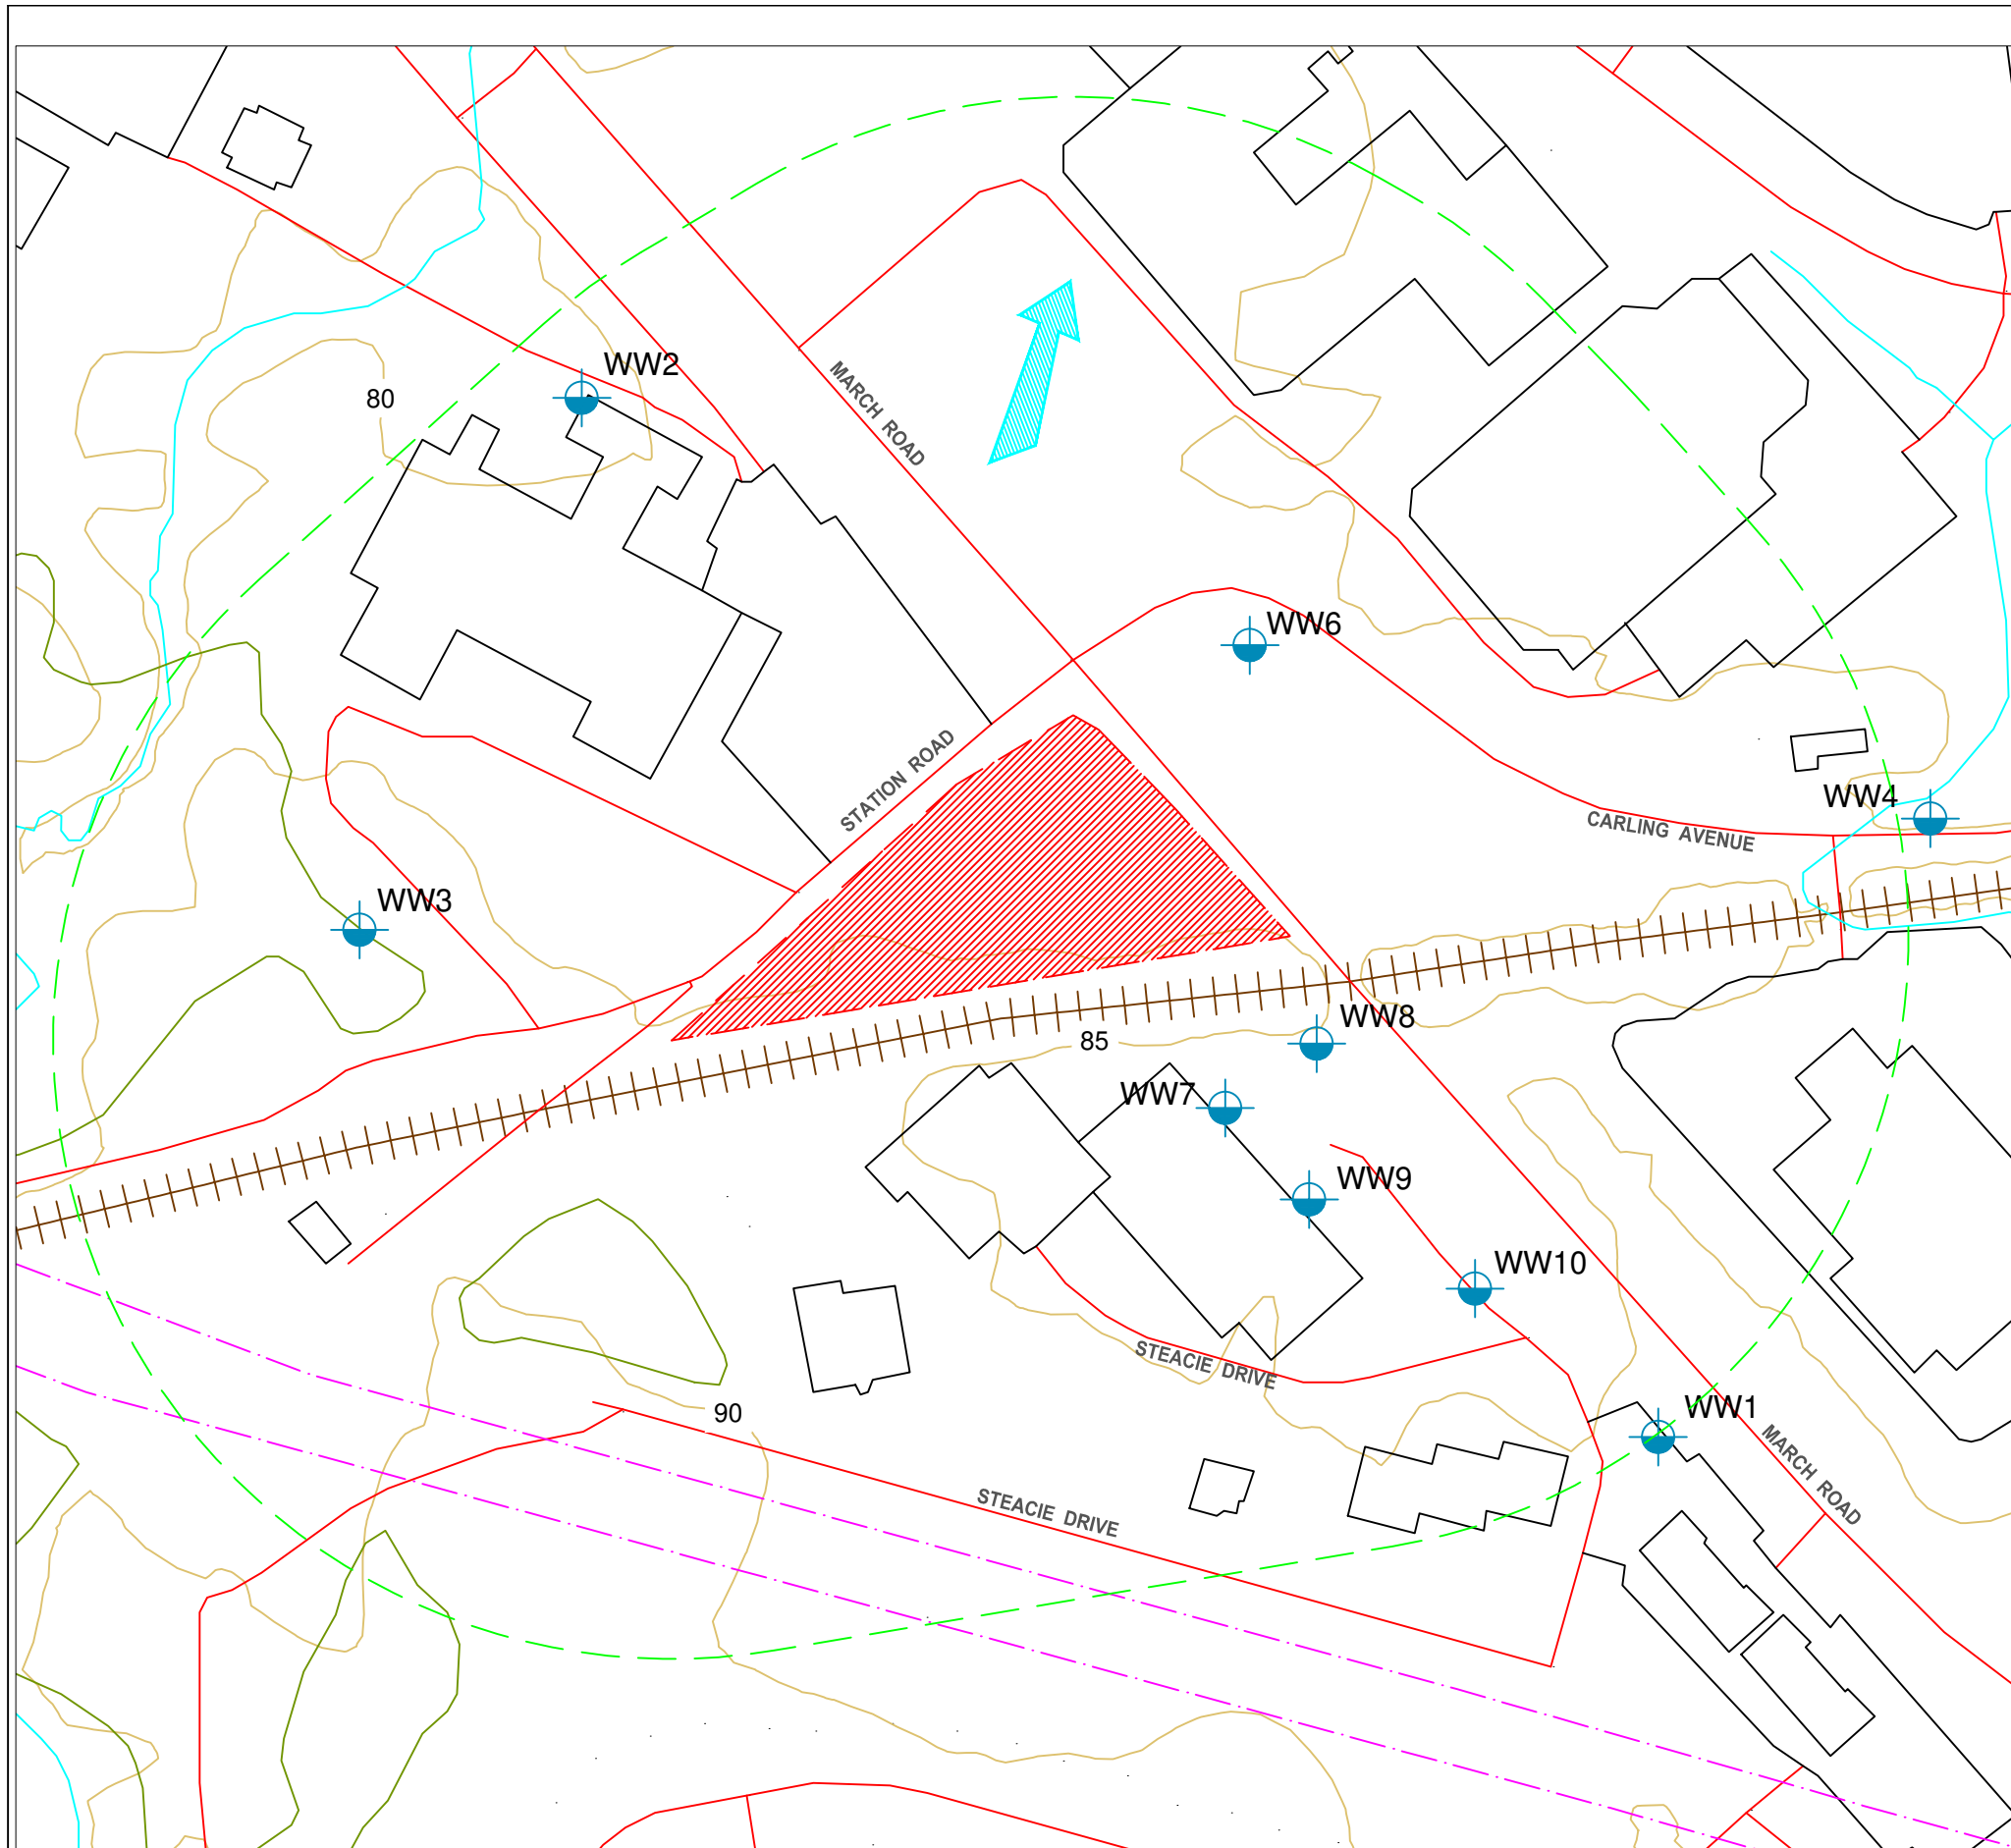 WW2
80
MARCH ROAD
WW6
STATION ROAD
WW4
CARLING AVENUE
WW3
WW8
85
WW7
WW9
WW10
STEACIE DRIVE
90
WW1
MARCH ROAD
STEACIE DRIVE